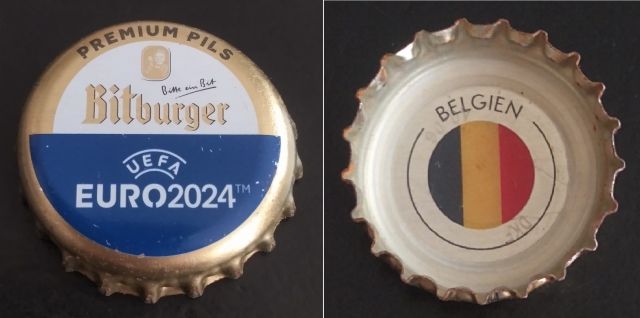 PREMIUM PILS
Bitte ein Bit
Bitburger
UEFA
EURO2024™
BELGIEN